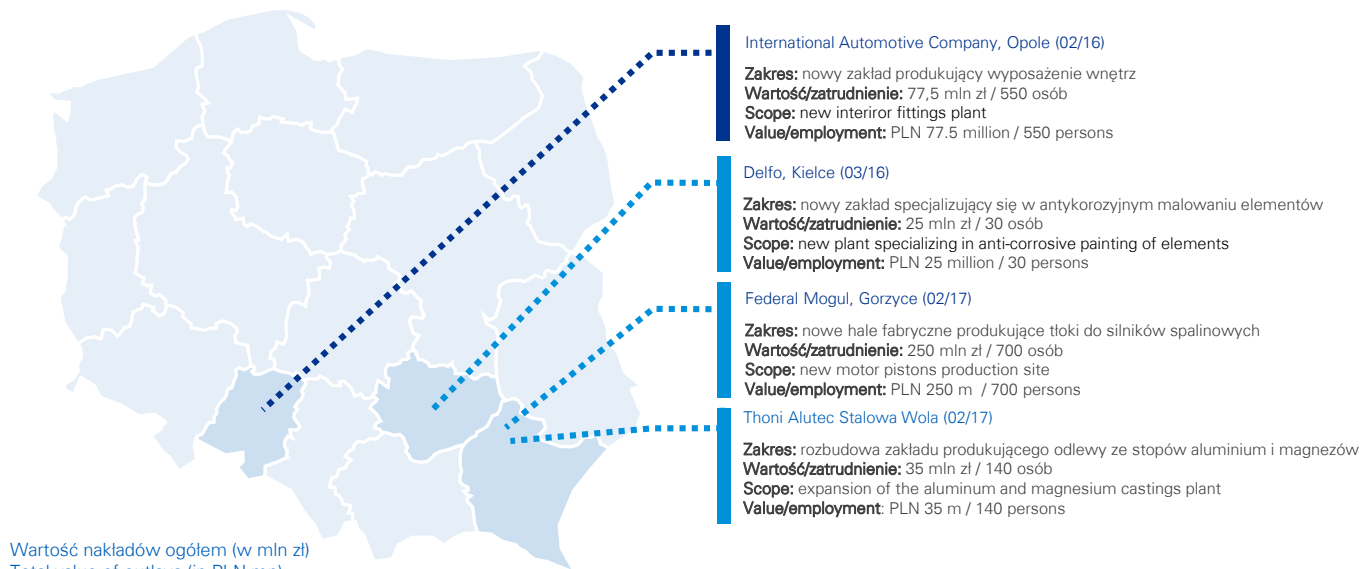 International Automotive Company, Opole (02/16)
Zakres: nowy zakład produkujący wyposażenie wnętrz
Wartość/zatrudnienie: 77,5 mln zł / 550 osób
Scope: new interiror fittings plant
Value/employment: PLN 77.5 million / 550 persons
Delfo, Kielce (03/16)
Zakres: nowy zakład specjalizujący się w antykorozyjnym malowaniu elementów
Wartość/zatrudnienie: 25 mln zł / 30 osób
Scope: new plant specializing in anti-corrosive painting of elements
Value/employment: PLN 25 million / 30 persons
Federal Mogul, Gorzyce (02/17)
Zakres: nowe hale fabryczne produkujące tłoki do silników spalinowych
Wartość/zatrudnienie: 250 mln zł / 700 osób
Scope: new motor pistons production site
Value/employment: PLN 250 m / 700 persons
Thoni Alutec Stalowa Wola (02/17)
Zakres: rozbudowa zakładu produkującego odlewy ze stopów aluminium i magnezów
Wartość/zatrudnienie: 35 mln zł / 140 osób
Scope: expansion of the aluminum and magnesium castings plant
Value/employment: PLN 35 m / 140 persons
Wartość nakładów ogółem (w mln zł)
Total value of outlays (in PLN mn)